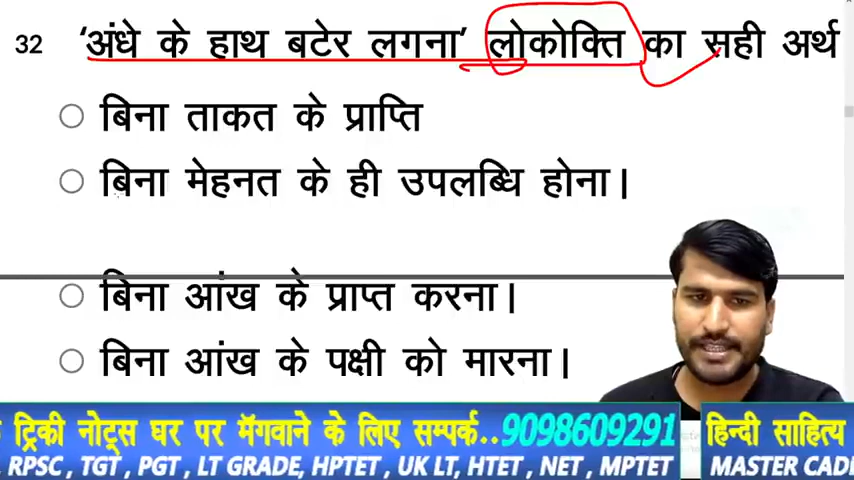 32 'अंधे के हाथ बटेर लगना' लोकोक्ति का सही अर्थ
बिना ताकत के प्राप्ति
बिना मेहनत के ही उपलब्धि होना।
बिना आंख के प्राप्त करना।
बिना आंख के पक्षी को मारना।
ट्रिकी नोट्स घर पर मॅगवाने के लिए सम्पर्क..9098609291 हिन्दी साहित्य
, RPSC , TGT , PGT , LT GRADE, HPTET , UK LT, HTET , NET , MPTET MASTER